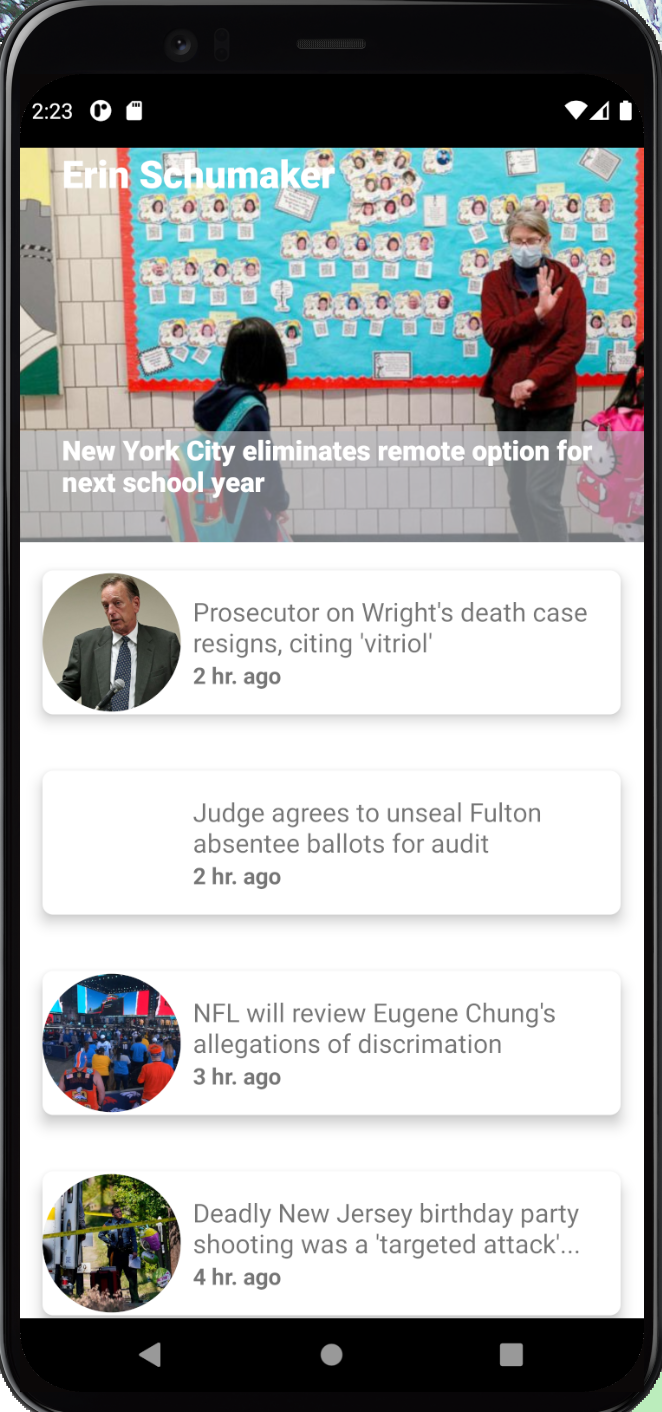 2:23
Erin Schumaker
New York City eliminates remote option for
next school year
Prosecutor on Wright's death case
resigns, citing 'vitriol'
2 hr. ago
Judge agrees to unseal Fulton
absentee ballots for audit
2 hr. ago
NFL will review Eugene Chung's
allegations of discrimation
3 hr. ago
Deadly New Jersey birthday party
shooting was a 'targeted attack'...
4 hr. ago